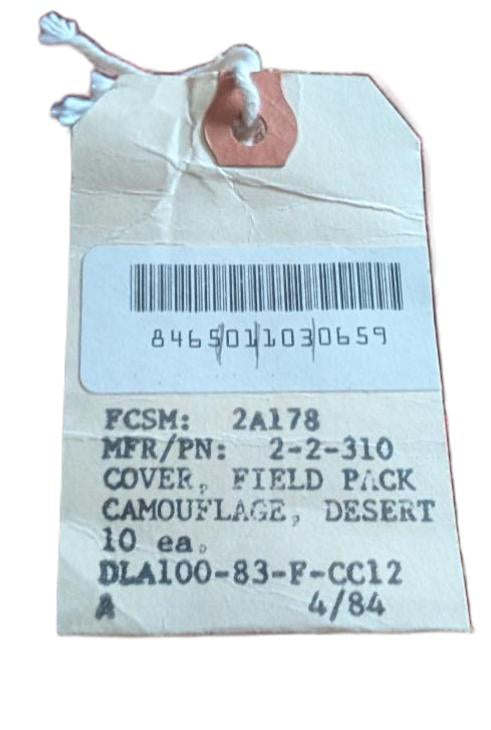 8465011030659
FCSM: 2A178
MFR/PN: 2-2-310
COVER, FIELD PACK
CAMOUFLAGE, DESERT
10 ea.
DLA100-83-F-CC12
A 4/84